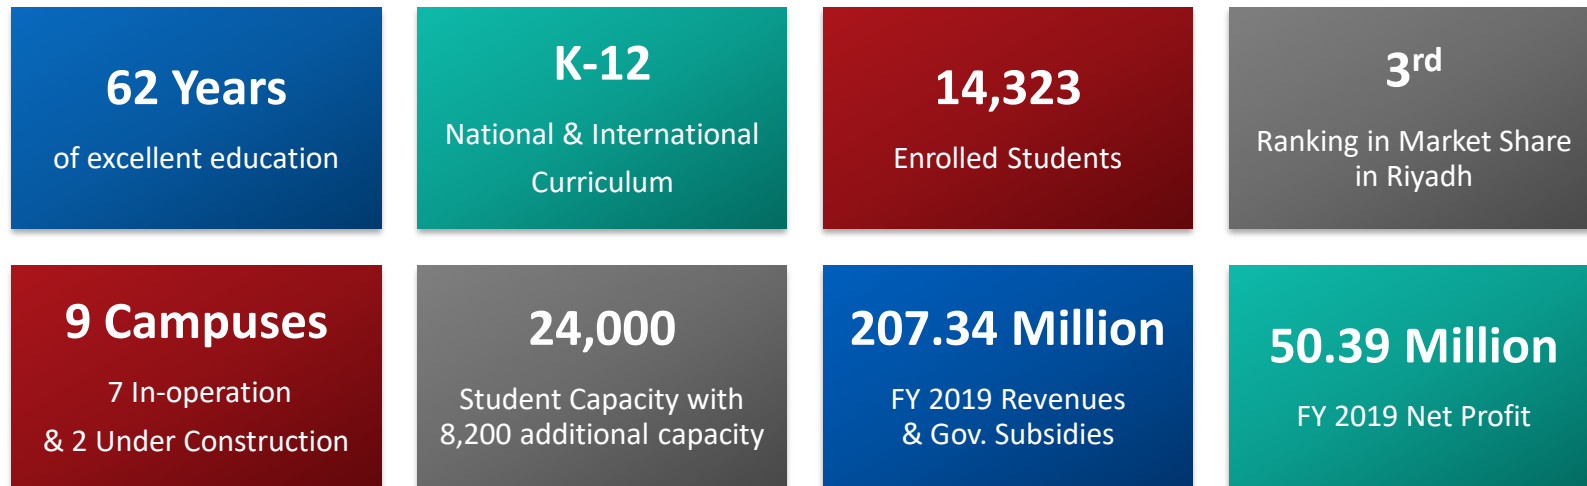 62 Years
of excellent education
K-12
National & International
Curriculum
14,323
Enrolled Students
3rd
Ranking in Market Share
in Riyadh
9 Campuses
7 In-operation
& 2 Under Construction
24,000
Student Capacity with
8,200 additional capacity
207.34 Million
FY 2019 Revenues
& Gov. Subsidies
50.39 Million
FY 2019 Net Profit